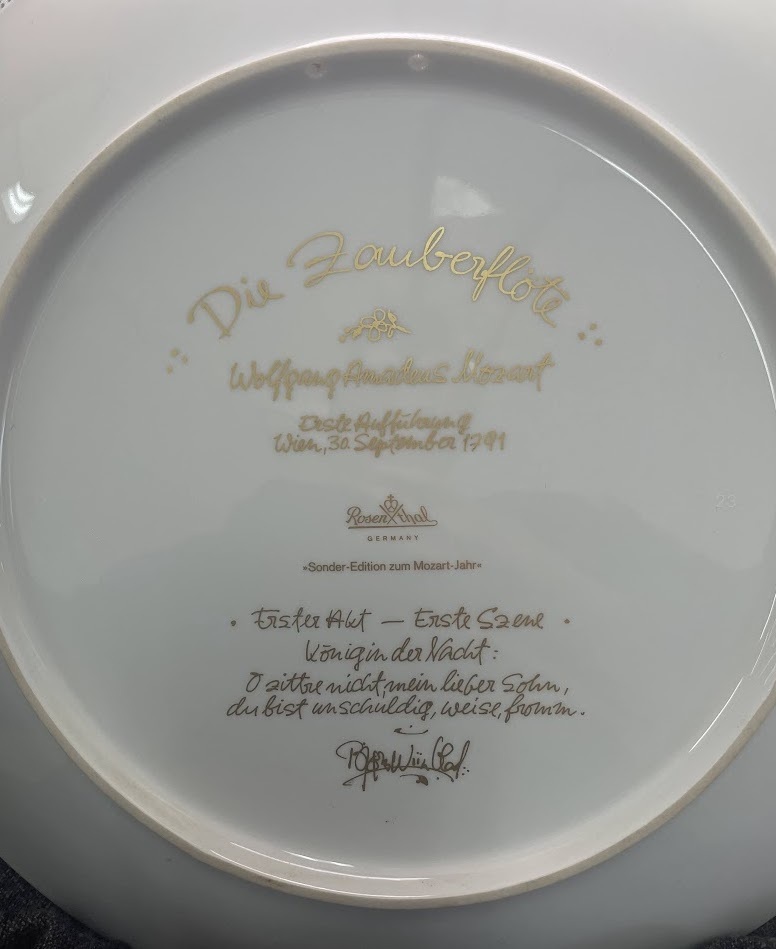 Die Zauberflöte
Wolfgang Amadeus Mozart
Erste Aufführung
Wien, 30. September 1791
Rosenthal
GERMANY
»Sonder-Edition zum Mozart-Jahr«
23
· Erster Akt — Erste Szene ·
Königin der Nacht:
O zittre nicht, mein lieber Sohn,
du bist unschuldig, weise, fromm.